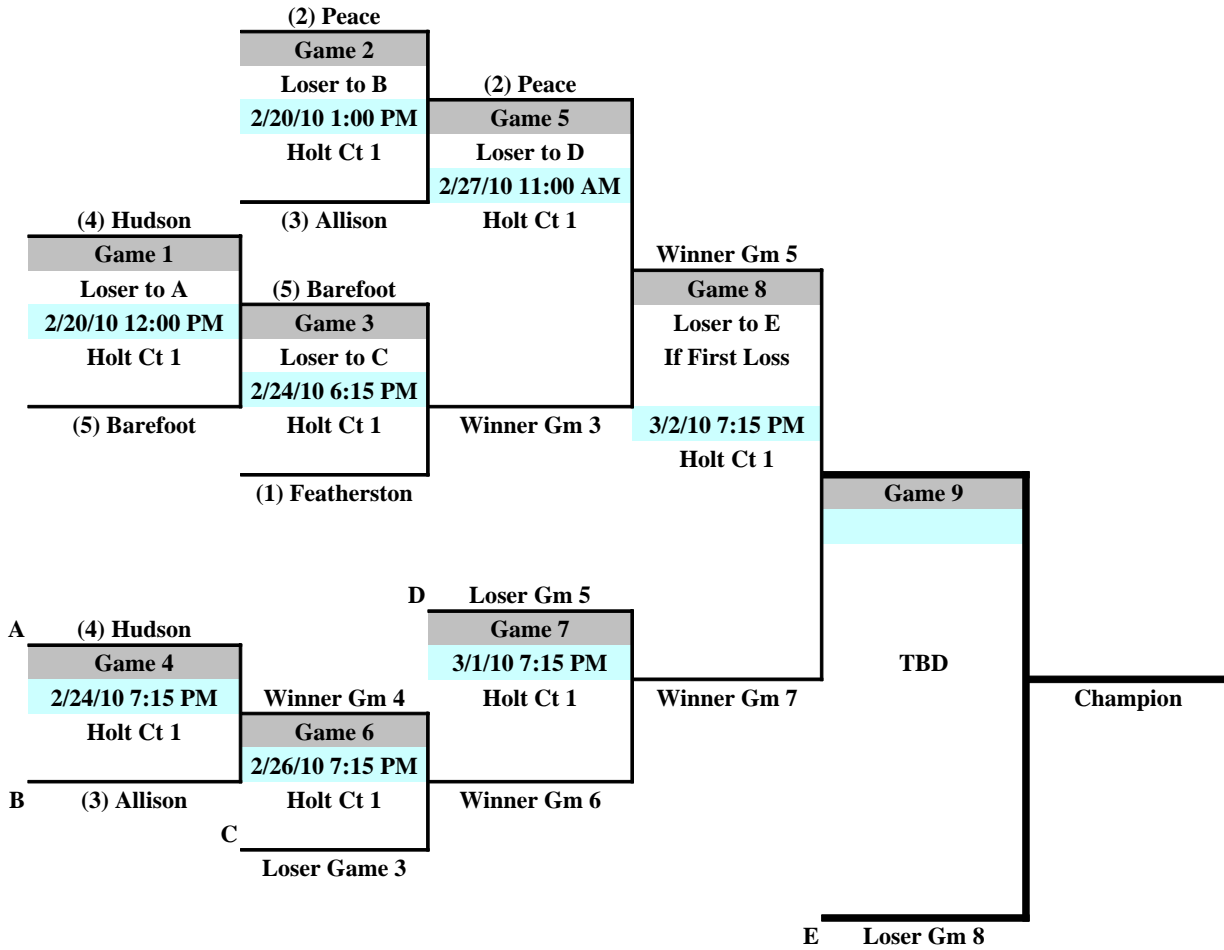 (2) Peace
Game 2
Loser to B
2/20/10 1:00 PM
Holt Ct 1
(3) Allison
(2) Peace
Game 5
Loser to D
2/27/10 11:00 AM
Holt Ct 1
(4) Hudson
Game 1
Loser to A
2/20/10 12:00 PM
Holt Ct 1
(5) Barefoot
(5) Barefoot
Game 3
Loser to C
2/24/10 6:15 PM
Holt Ct 1
(1) Featherston
Winner Gm 3
Winner Gm 5
Game 8
Loser to E
If First Loss
3/2/10 7:15 PM
Holt Ct 1
Game 9
TBD
Champion
A (4) Hudson
Game 4
2/24/10 7:15 PM
Holt Ct 1
B (3) Allison
Winner Gm 4
Game 6
2/26/10 7:15 PM
Holt Ct 1
C
Loser Game 3
D Loser Gm 5
Game 7
3/1/10 7:15 PM
Holt Ct 1
Winner Gm 6
Winner Gm 7
E Loser Gm 8